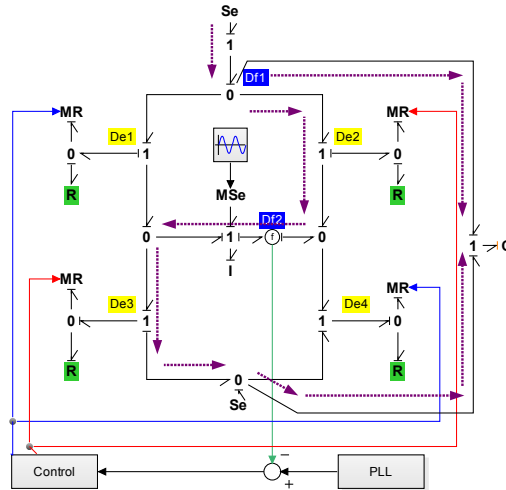 Se
1
Df1
0
MR
MR
De1
De2
0
1
1
0
R
MSe
R
Df2
0
1
f
0
1
C
I
MR
MR
De3
De4
0
1
1
0
R
R
0
Se
−
Control
PLL
+